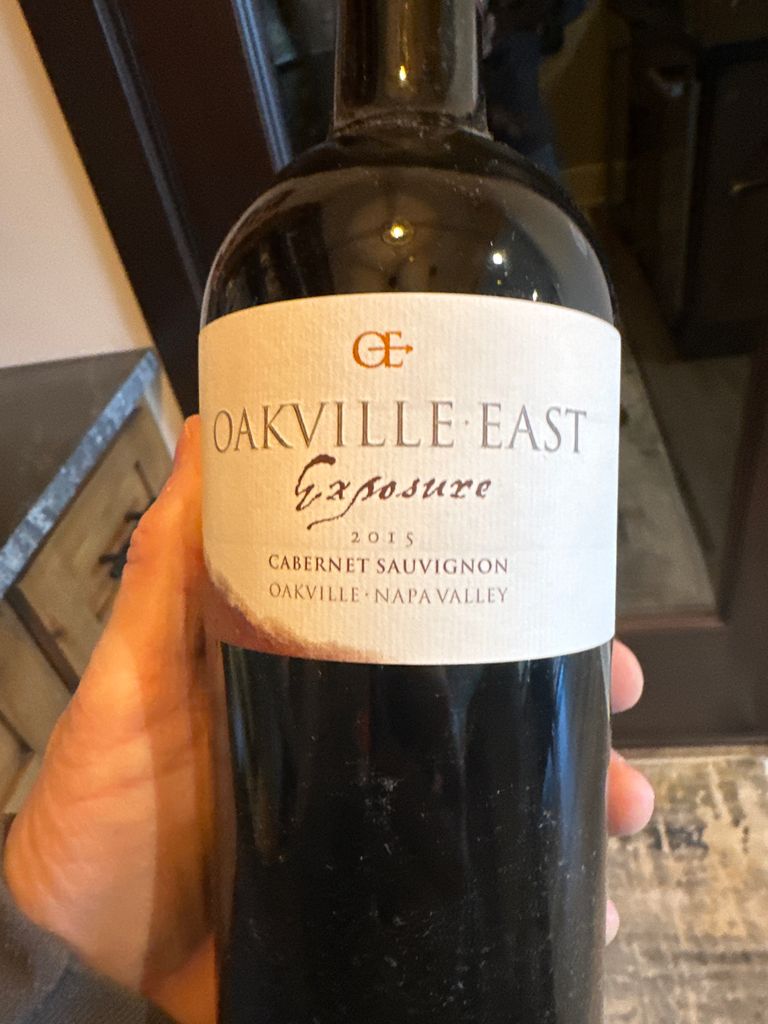 OE
OAKVILLE·EAST
Exposure
2015
CABERNET SAUVIGNON
OAKVILLE·NAPA VALLEY